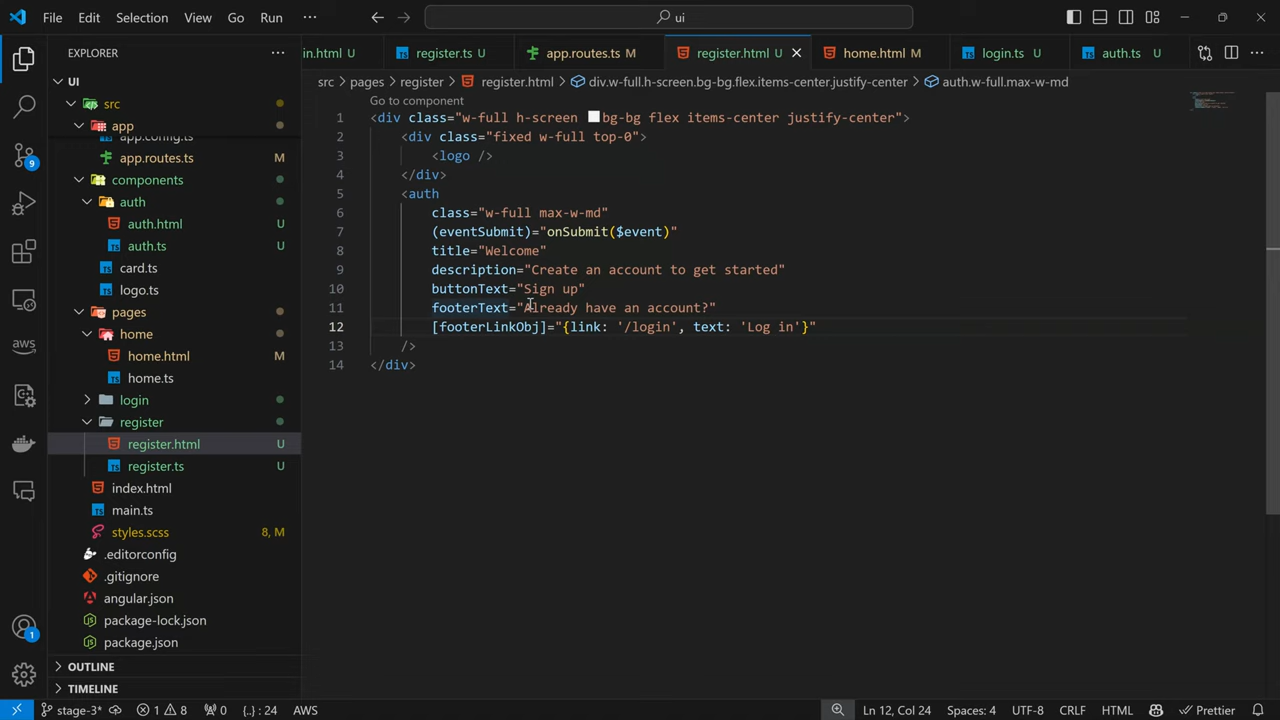 File Edit Selection View Go Run ··· ui
EXPLORER ···
in.html U register.ts U app.routes.ts M register.html U home.html M login.ts U auth.ts U ···
UI
src
app
app.config.ts
app.routes.ts M
components
auth
auth.html U
auth.ts U
card.ts
logo.ts
pages
home
home.html M
home.ts
login
register
register.html U
register.ts U
index.html
main.ts
styles.scss 8, M
.editorconfig
.gitignore
angular.json
package-lock.json
package.json
OUTLINE
TIMELINE
9
aws
1
src > pages > register > register.html > div.w-full.h-screen.bg-bg.flex.items-center.justify-center > auth.w-full.max-w-md
Go to component
1 <div class="w-full h-screen bg-bg flex items-center justify-center">
2 <div class="fixed w-full top-0">
3 <logo />
4 </div>
5 <auth
6 class="w-full max-w-md"
7 (eventSubmit)="onSubmit($event)"
8 title="Welcome"
9 description="Create an account to get started"
10 buttonText="Sign up"
11 footerText="Already have an account?"
12 [footerLinkObj]="{link: '/login', text: 'Log in'}"
13 />
14 </div>
stage-3* 1 8 0 {..} : 24 AWS Ln 12, Col 24 Spaces: 4 UTF-8 CRLF HTML Prettier